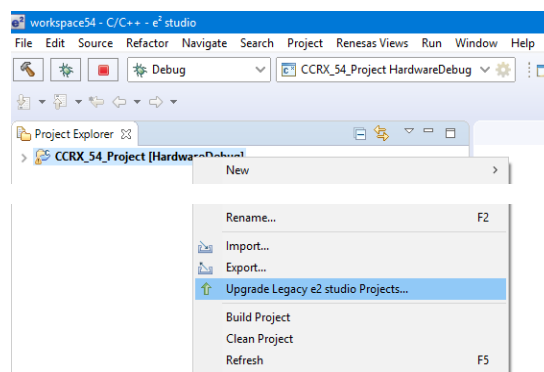 e² workspace54 - C/C++ - e² studio
File Edit Source Refactor Navigate Search Project Renesas Views Run Window Help
Debug CCRX_54_Project HardwareDebug
Project Explorer
CCRX_54_Project [HardwareDebug]
New
Rename... F2
Import...
Export...
Upgrade Legacy e2 studio Projects...
Build Project
Clean Project
Refresh F5